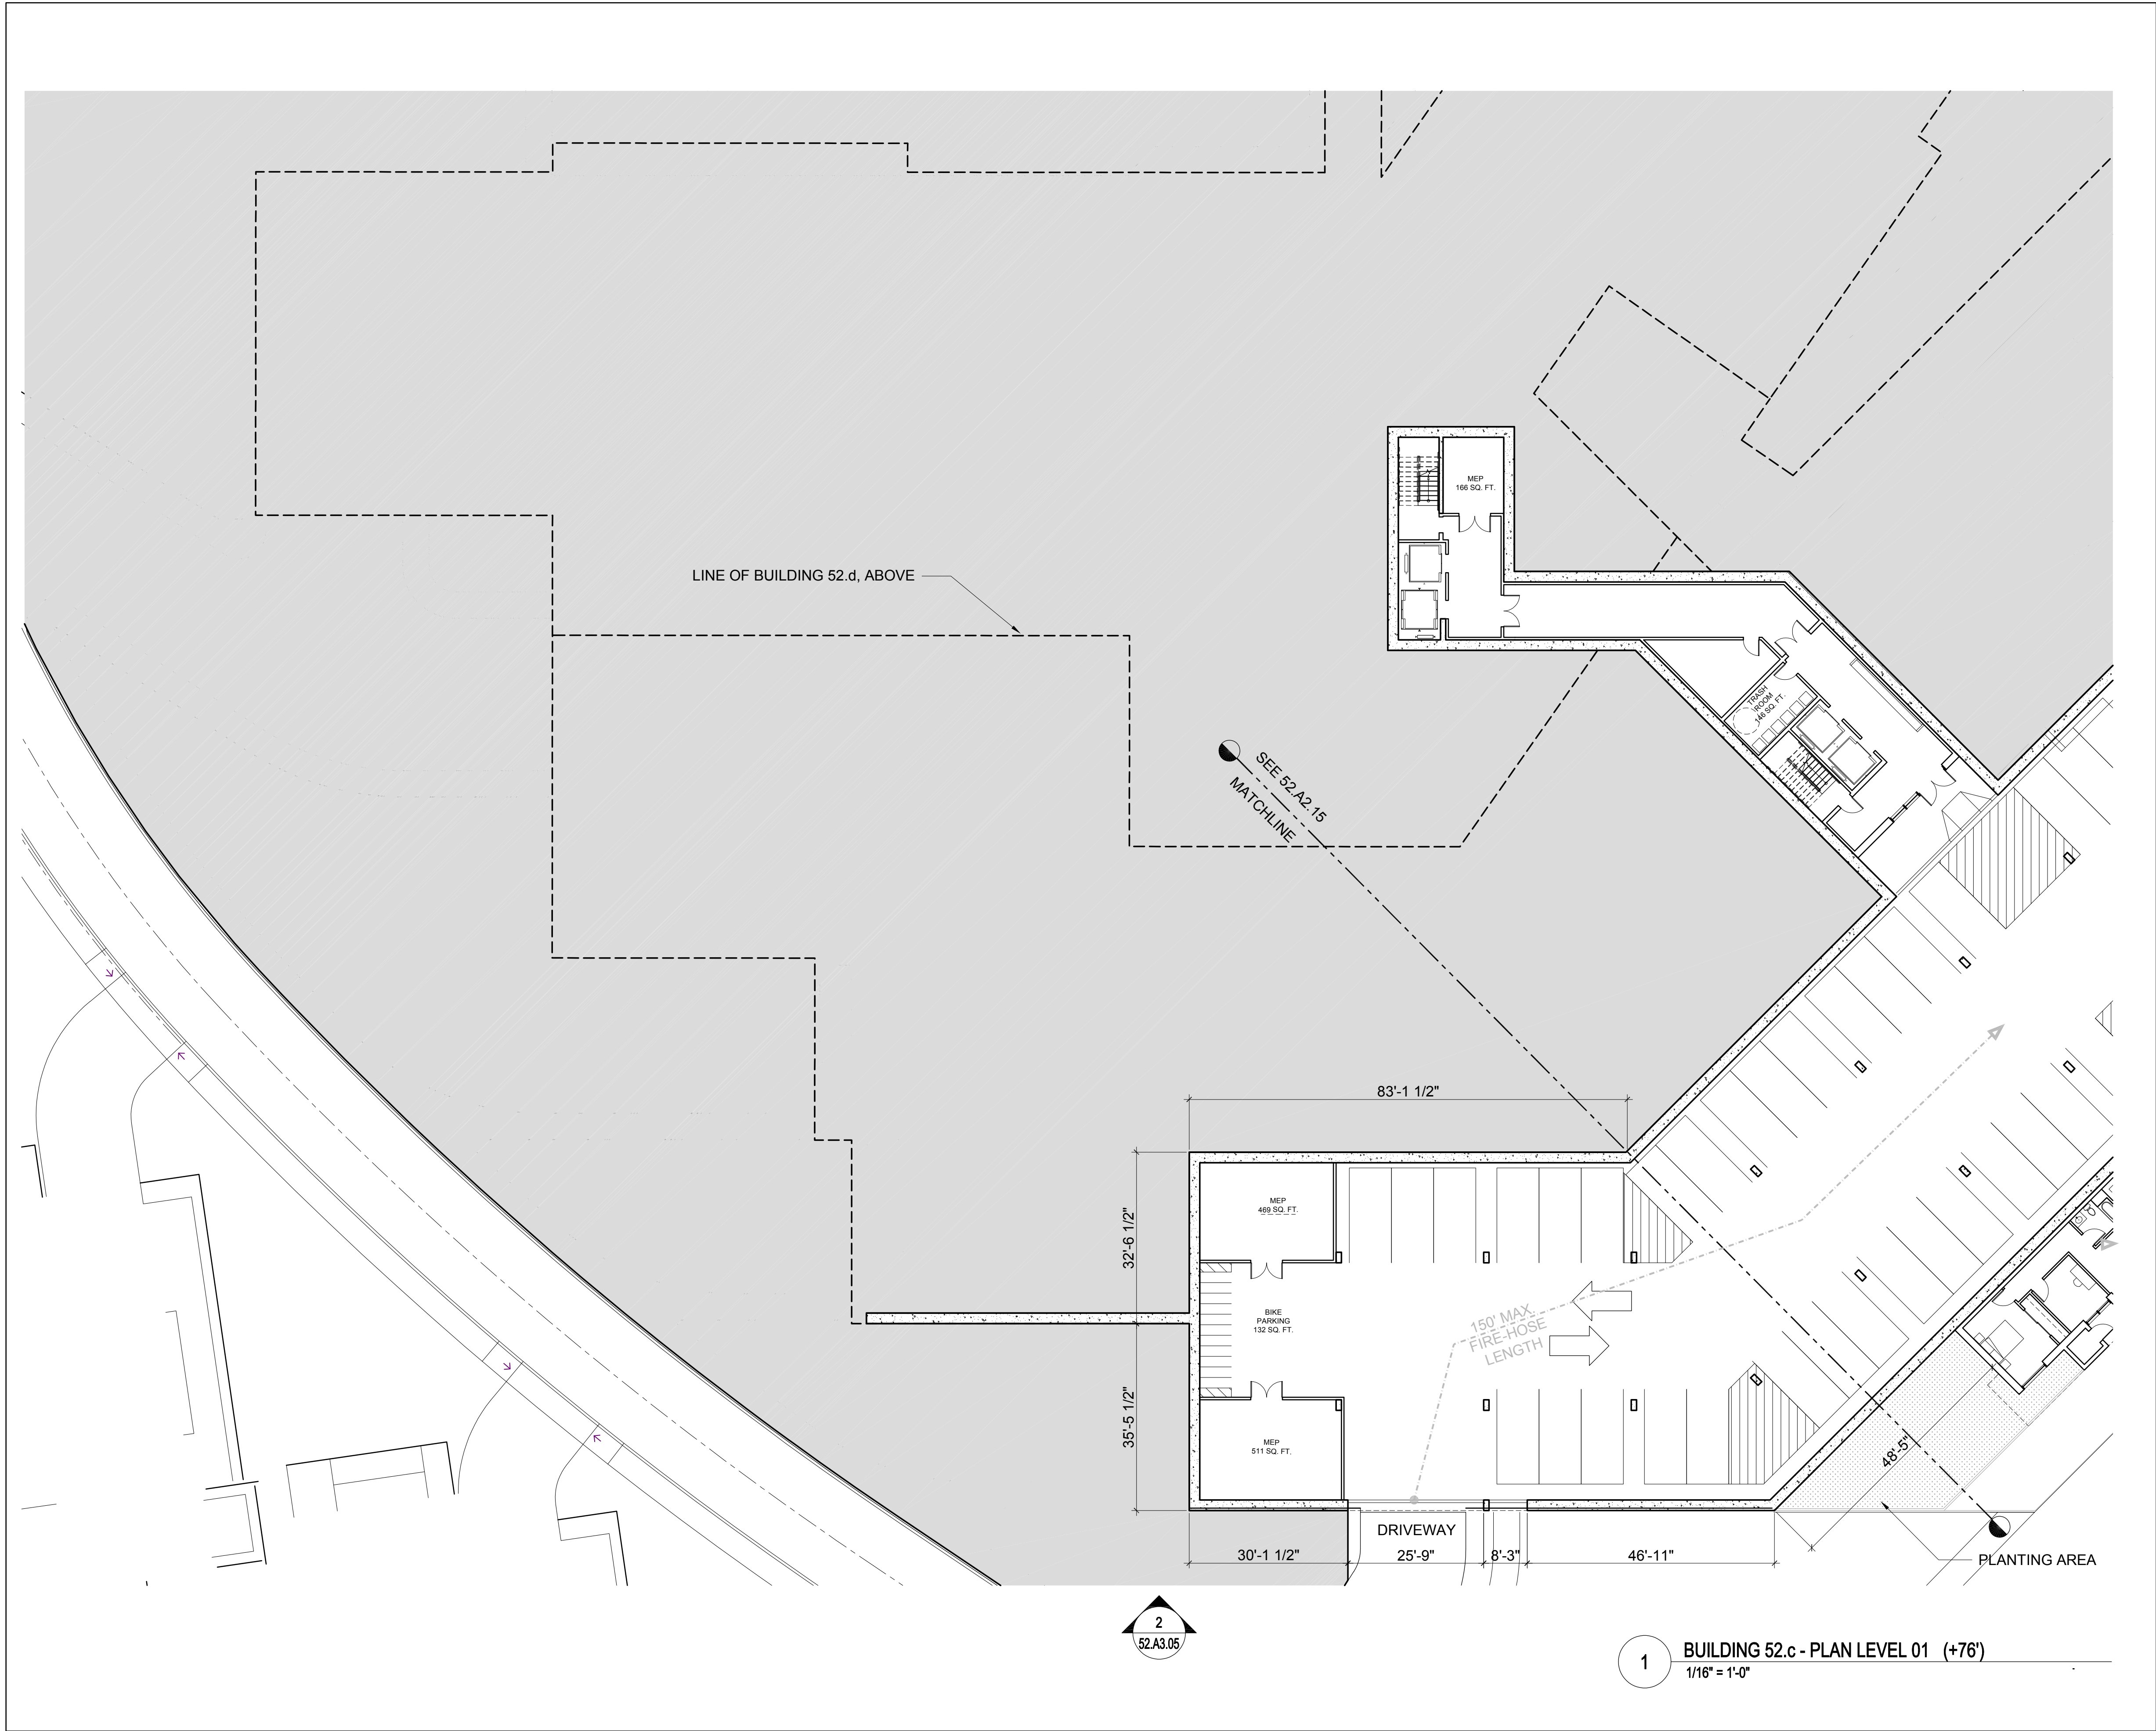 MEP
166 SQ. FT.
LINE OF BUILDING 52.d, ABOVE
TRASH
ROOM
146 SQ. FT.
SEE 52.A2.15
MATCHLINE
83'-1 1/2"
32'-6 1/2"
MEP
469 SQ. FT.
BIKE
PARKING
132 SQ. FT.
150' MAX.
FIRE-HOSE
LENGTH
35'-5 1/2"
MEP
511 SQ. FT.
48'-5"
DRIVEWAY
30'-1 1/2"
25'-9"
8'-3"
46'-11"
PLANTING AREA
2
52.A3.05
1
BUILDING 52.c - PLAN LEVEL 01 (+76')
1/16" = 1'-0"